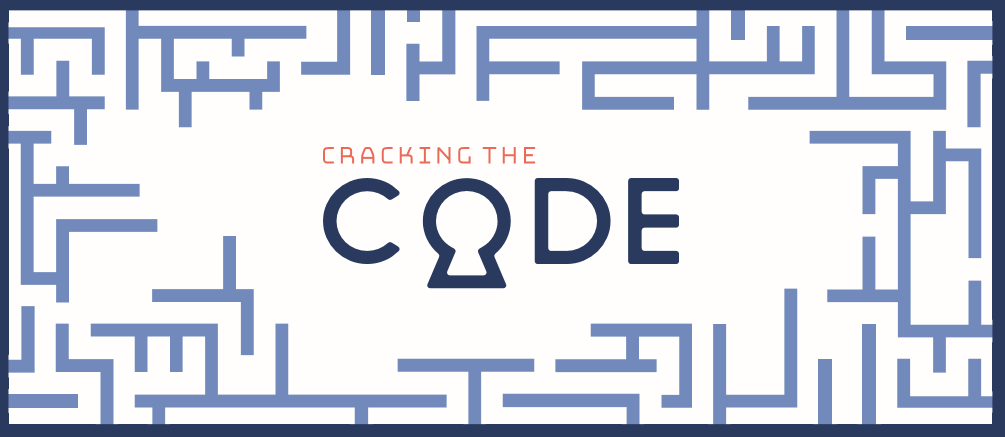 CRACKING THE
CODE